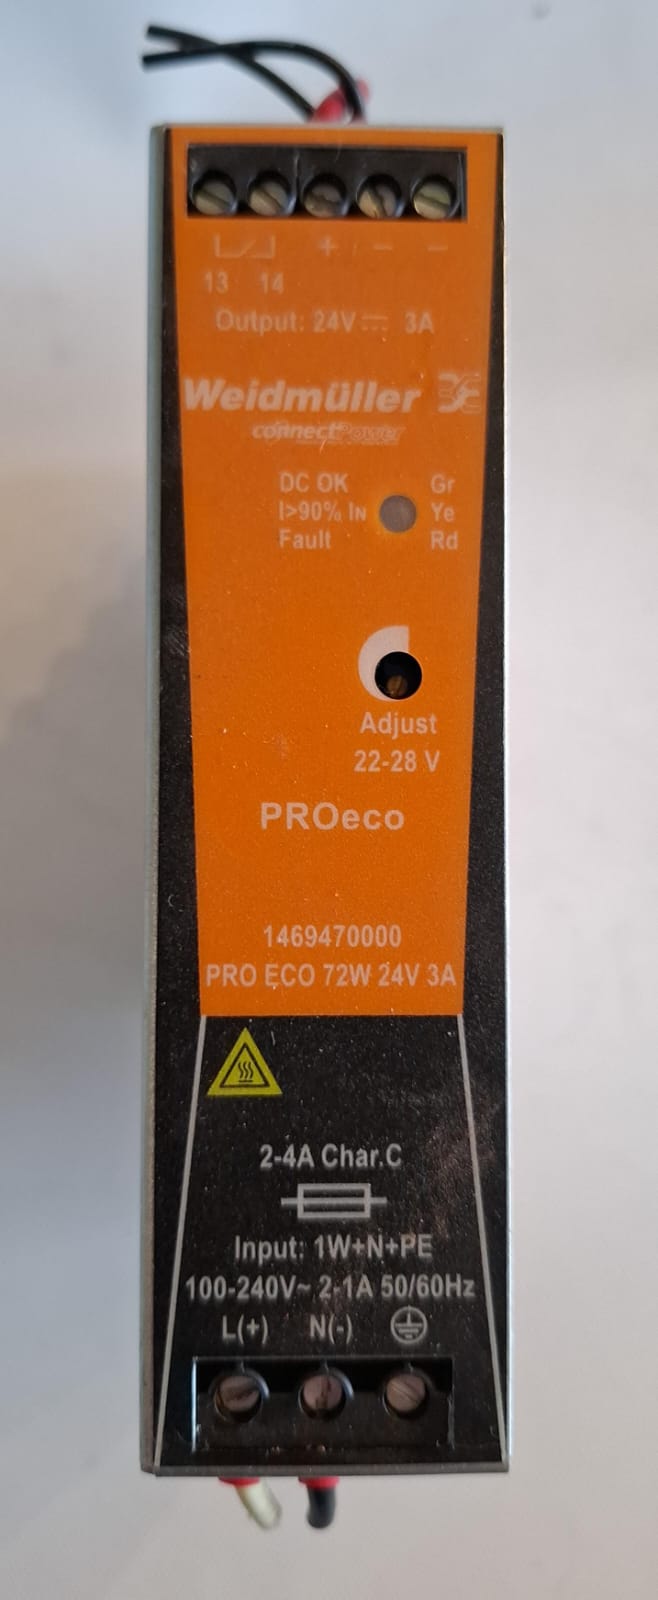 + - -
13 14
Output: 24V 3A
Weidmüller
connectPower
DC OK Gr
I>90% IN Ye
Fault Rd
Adjust
22-28 V
PROeco
1469470000
PRO ECO 72W 24V 3A
2-4A Char.C
Input: 1W+N+PE
100-240V~ 2-1A 50/60Hz
L(+) N(-)